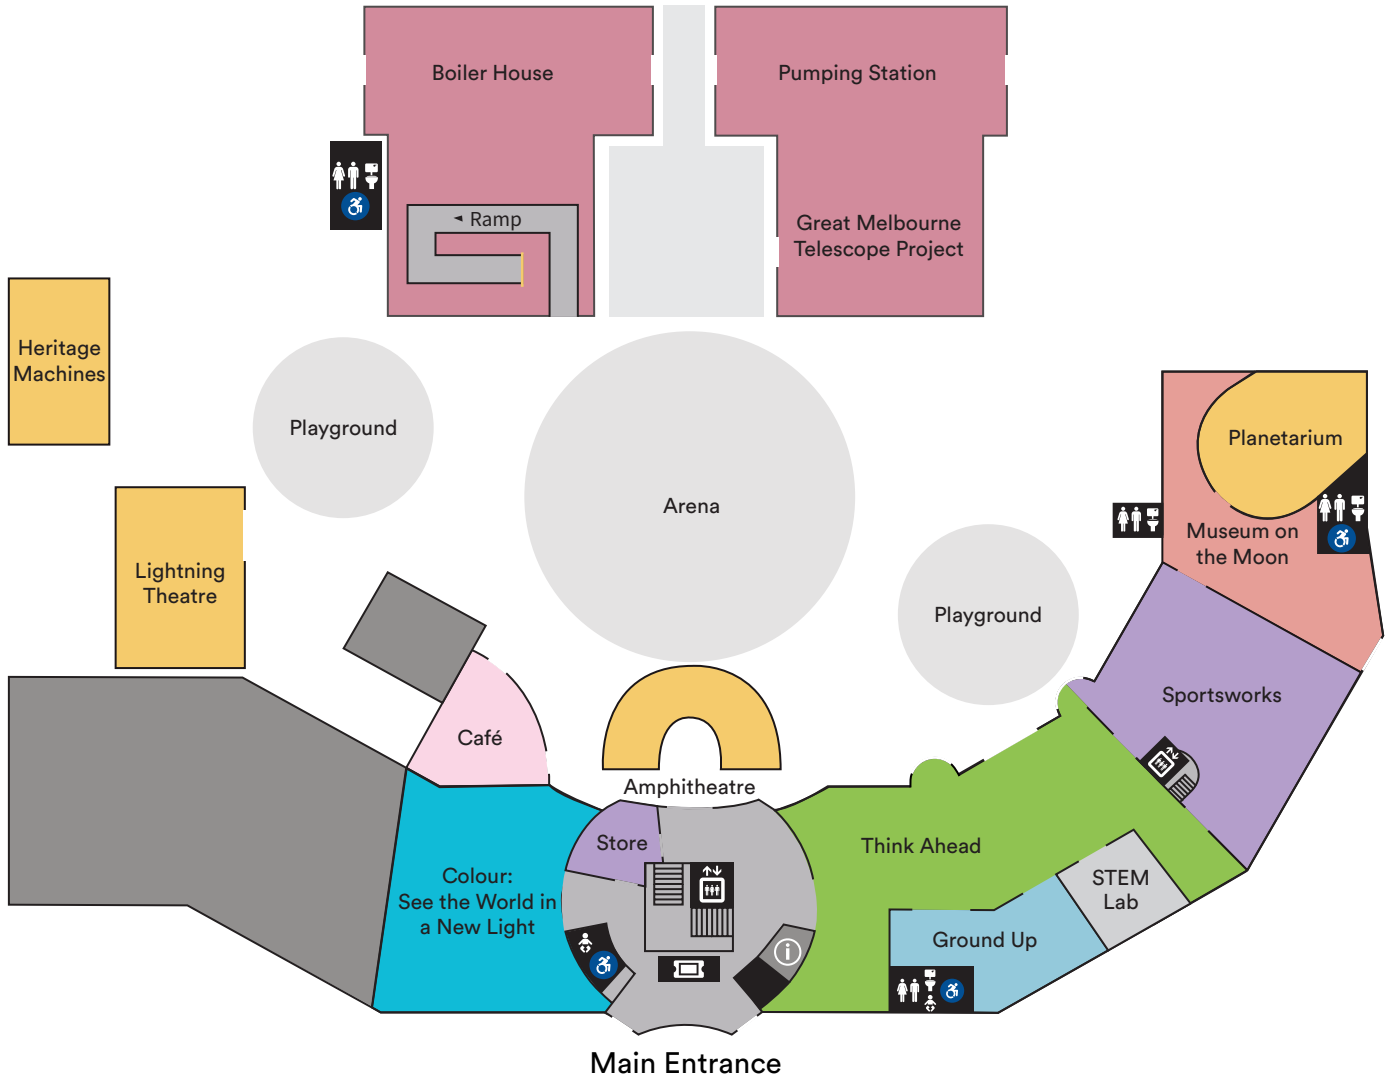 Boiler House
Pumping Station
◄ Ramp
Great Melbourne
Telescope Project
Heritage
Machines
Playground
Arena
Planetarium
Museum on
the Moon
Lightning
Theatre
Playground
Sportsworks
Café
Amphitheatre
Store
Think Ahead
Colour:
See the World in
a New Light
STEM
Lab
Ground Up
i
Main Entrance